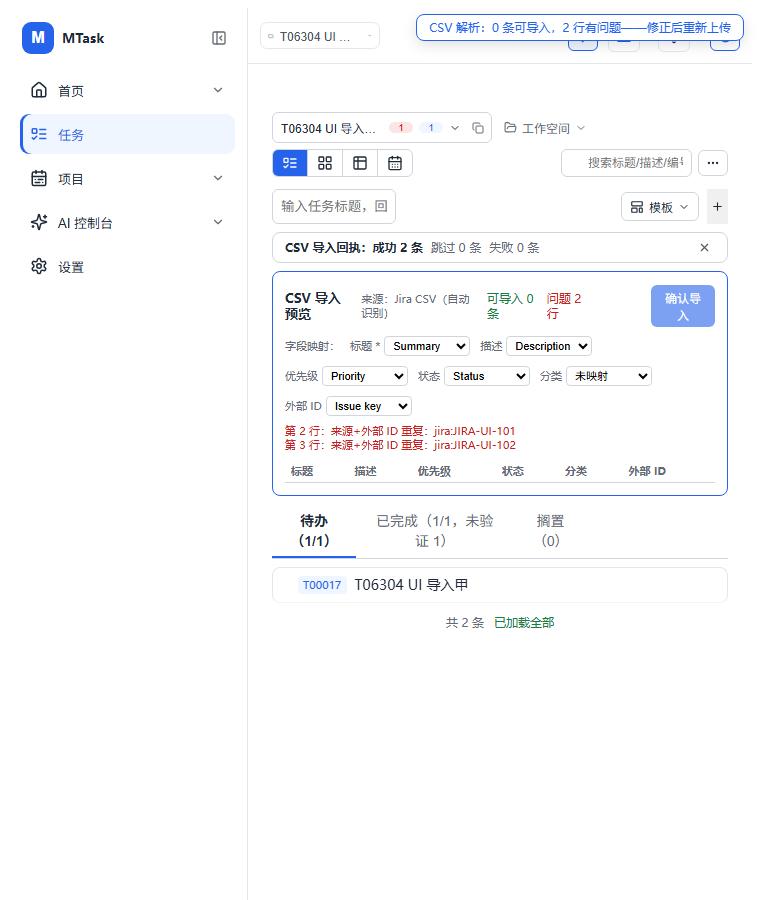 M MTask
首页
任务
项目
AI 控制台
设置
T06304 UI ...
CSV 解析：0 条可导入，2 行有问题——修正后重新上传
T06304 UI 导入... 1 1
工作空间
搜索标题/描述/编号
输入任务标题，回
模板
+
CSV 导入回执：成功 2 条 跳过 0 条 失败 0 条
CSV 导入
预览
来源：Jira CSV（自动
识别）
可导入 0
条
问题 2
行
确认导
入
字段映射： 标题 * Summary 描述 Description
优先级 Priority 状态 Status 分类 未映射
外部 ID Issue key
第 2 行：来源+外部 ID 重复：jira:JIRA-UI-101
第 3 行：来源+外部 ID 重复：jira:JIRA-UI-102
标题 描述 优先级 状态 分类 外部 ID
待办
（1/1）
已完成（1/1，未验
证 1）
搁置
（0）
T00017 T06304 UI 导入甲
共 2 条 已加载全部